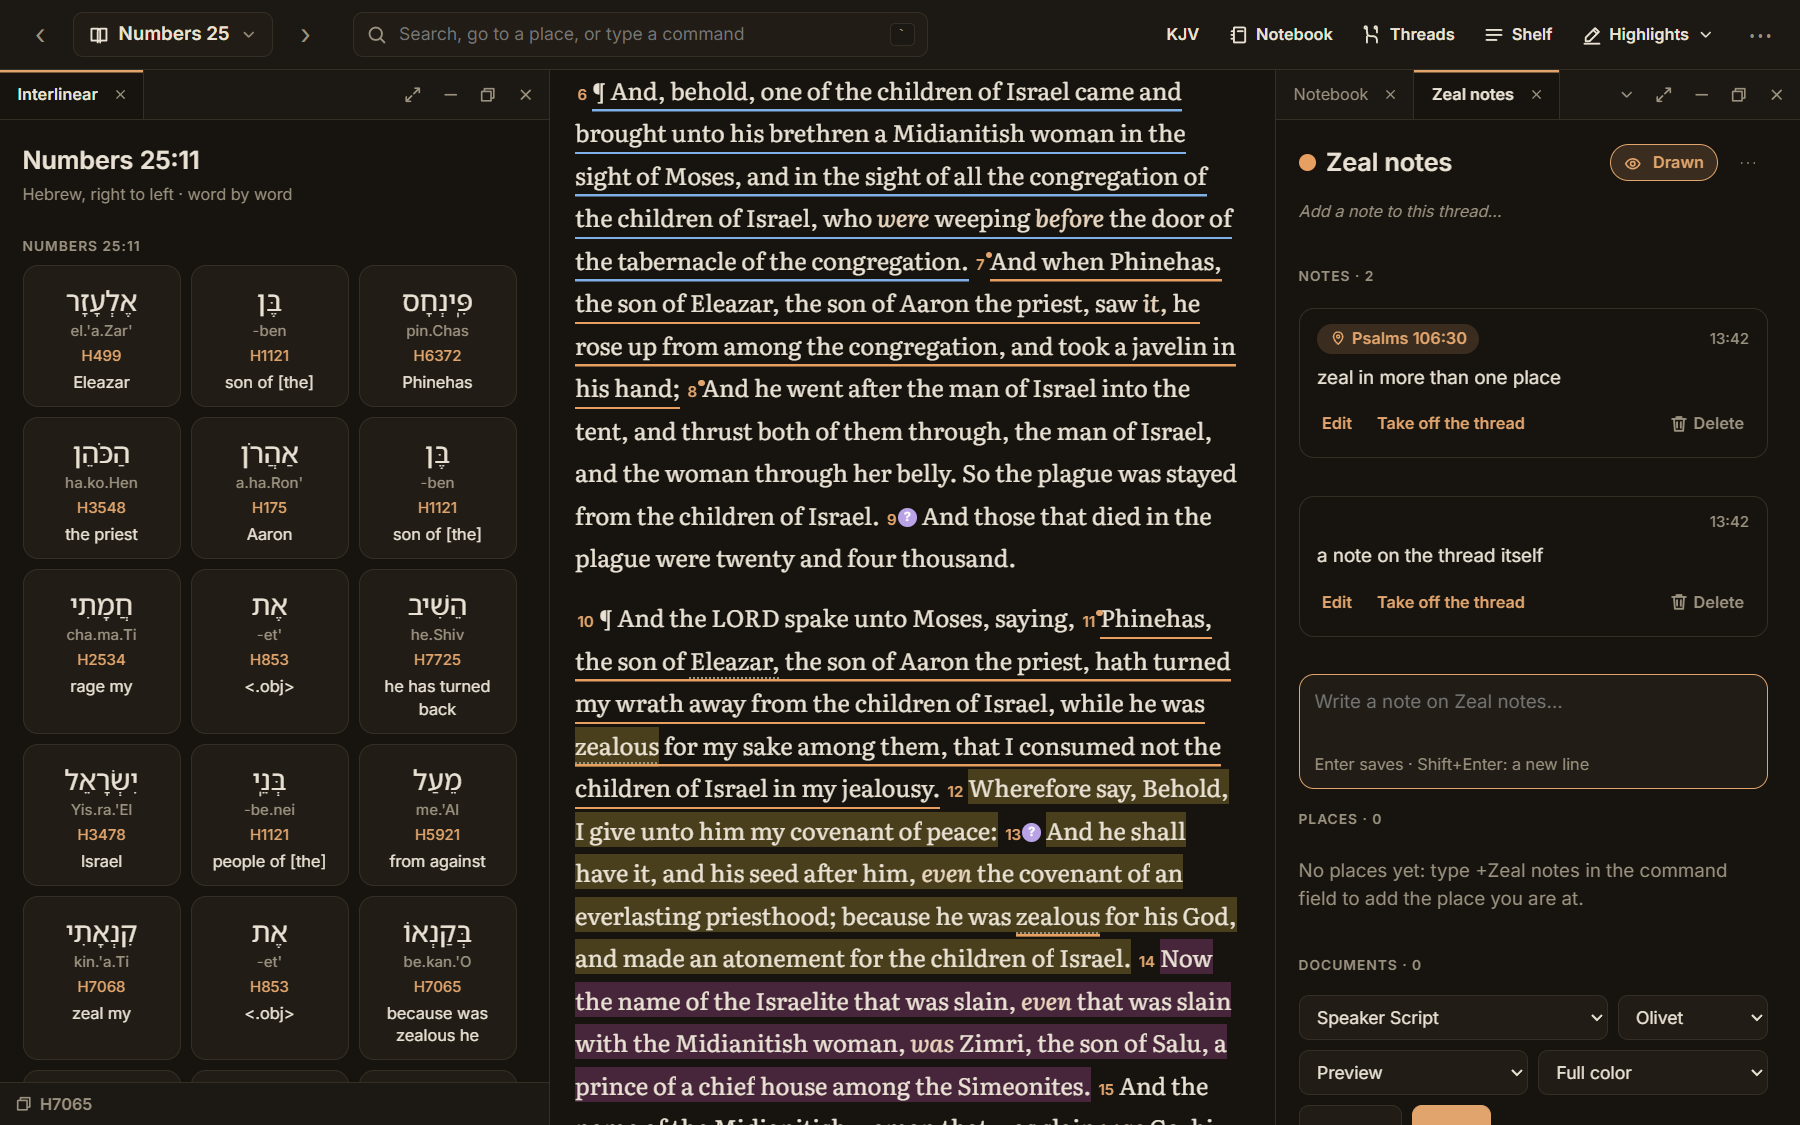 Numbers 25
Search, go to a place, or type a command
`
KJV
Notebook
Threads
Shelf
Highlights
Interlinear
Numbers 25:11
Hebrew, right to left · word by word
NUMBERS 25:11
פִּֽינְחָס
pin.Chas
H6372
Phinehas
בֶּן
-ben
H1121
son of [the]
אֶלְעָזָר
el.'a.Zar'
H499
Eleazar
בֶּן
-ben
H1121
son of [the]
אַהֲרֹן
a.ha.Ron'
H175
Aaron
הַכֹּהֵן
ha.ko.Hen
H3548
the priest
הֵשִׁיב
he.Shiv
H7725
he has turned
back
אֶת
-et'
H853
<.obj>
חֲמָתִי
cha.ma.Ti
H2534
rage my
מֵעַל
me.'Al
H5921
from against
בְּנֵי
-be.nei
H1121
people of [the]
יִשְׂרָאֵל
Yis.ra.'El
H3478
Israel
בְּקַנְאוֹ
be.kan.'O
H7065
because was
zealous he
אֶת
-et'
H853
<.obj>
קִנְאָתִי
kin.'a.Ti
H7068
zeal my
H7065
6 ¶ And, behold, one of the children of Israel came and
brought unto his brethren a Midianitish woman in the
sight of Moses, and in the sight of all the congregation of
the children of Israel, who were weeping before the door of
the tabernacle of the congregation. 7 And when Phinehas,
the son of Eleazar, the son of Aaron the priest, saw it, he
rose up from among the congregation, and took a javelin in
his hand; 8 And he went after the man of Israel into the
tent, and thrust both of them through, the man of Israel,
and the woman through her belly. So the plague was stayed
from the children of Israel. 9 ? And those that died in the
plague were twenty and four thousand.
10 ¶ And the LORD spake unto Moses, saying, 11 Phinehas,
the son of Eleazar, the son of Aaron the priest, hath turned
my wrath away from the children of Israel, while he was
zealous for my sake among them, that I consumed not the
children of Israel in my jealousy. 12 Wherefore say, Behold,
I give unto him my covenant of peace: 13 ? And he shall
have it, and his seed after him, even the covenant of an
everlasting priesthood; because he was zealous for his God,
and made an atonement for the children of Israel. 14 Now
the name of the Israelite that was slain, even that was slain
with the Midianitish woman, was Zimri, the son of Salu, a
prince of a chief house among the Simeonites. 15 And the
Notebook
Zeal notes
Zeal notes
Drawn
Add a note to this thread...
NOTES · 2
Psalms 106:30
13:42
zeal in more than one place
Edit
Take off the thread
Delete
13:42
a note on the thread itself
Edit
Take off the thread
Delete
Write a note on Zeal notes...
Enter saves · Shift+Enter: a new line
PLACES · 0
No places yet: type +Zeal notes in the command
field to add the place you are at.
DOCUMENTS · 0
Speaker Script
Olivet
Preview
Full color